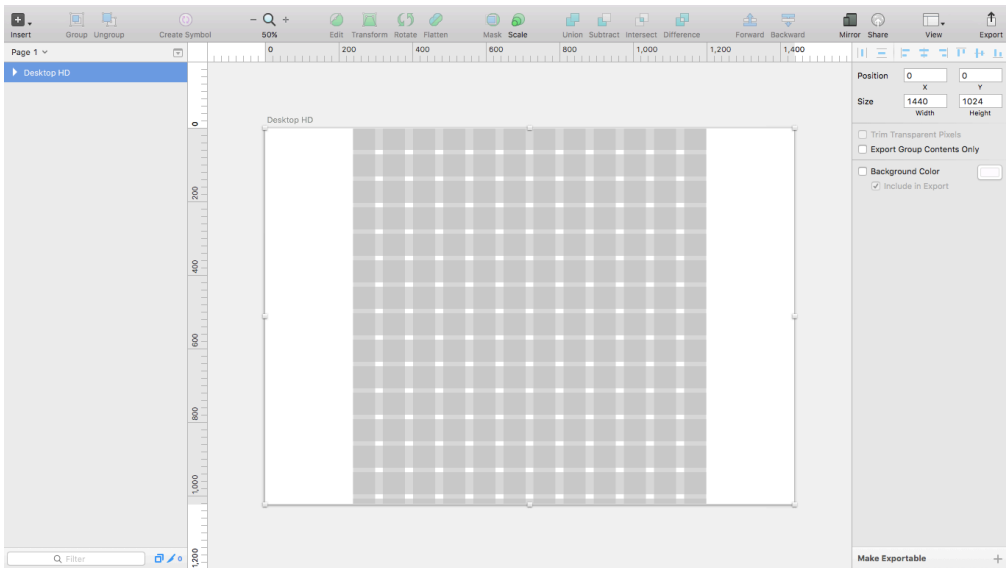 Insert Group Ungroup Create Symbol 50% Edit Transform Rotate Flatten Mask Scale Union Subtract Intersect Difference Forward Backward Mirror Share View Export
Page 1
0 200 400 600 800 1,000 1,200 1,400
Desktop HD
Position 0 0
X Y
Size 1440 1024
Width Height
Desktop HD
0
200
400
600
800
1,000
1,200
Trim Transparent Pixels
Export Group Contents Only
Background Color
Include in Export
Filter 0
Make Exportable